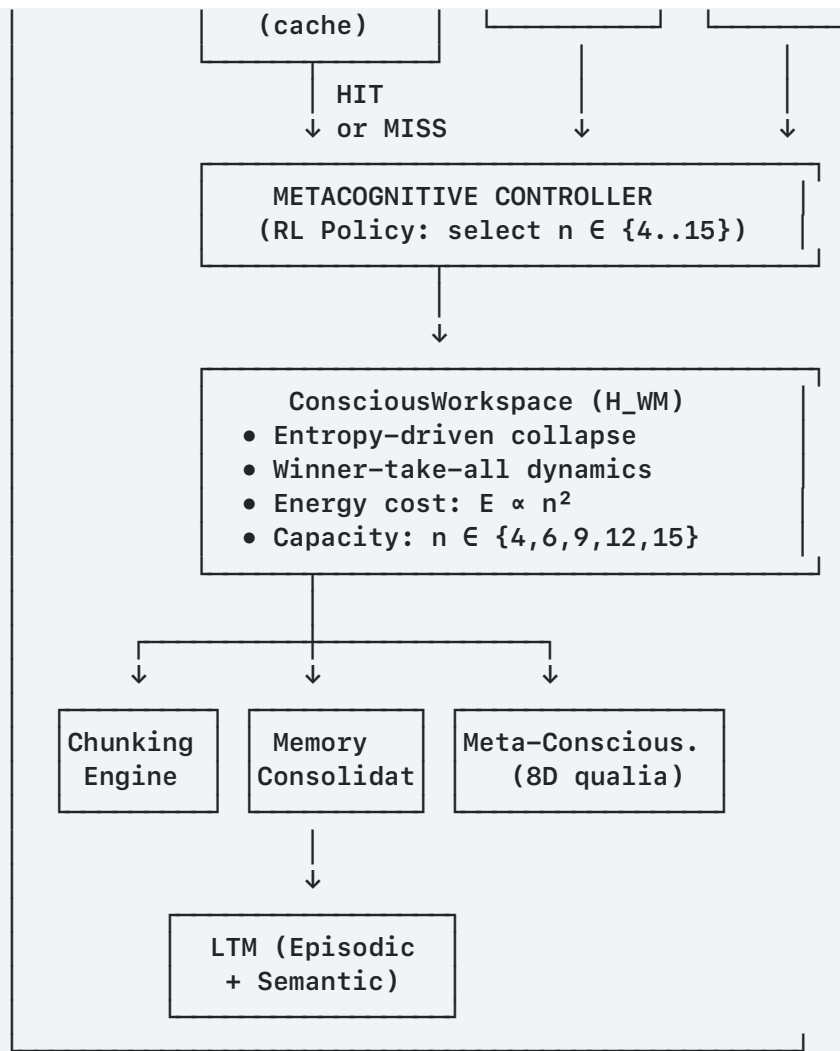 (cache)
HIT
or MISS
METACOGNITIVE CONTROLLER
(RL Policy: select n ∈ {4..15})
ConsciousWorkspace (H_WM)
• Entropy-driven collapse
• Winner-take-all dynamics
• Energy cost: E ∝ n²
• Capacity: n ∈ {4,6,9,12,15}
Chunking
Engine
Memory
Consolidat
Meta-Conscious.
(8D qualia)
LTM (Episodic
+ Semantic)